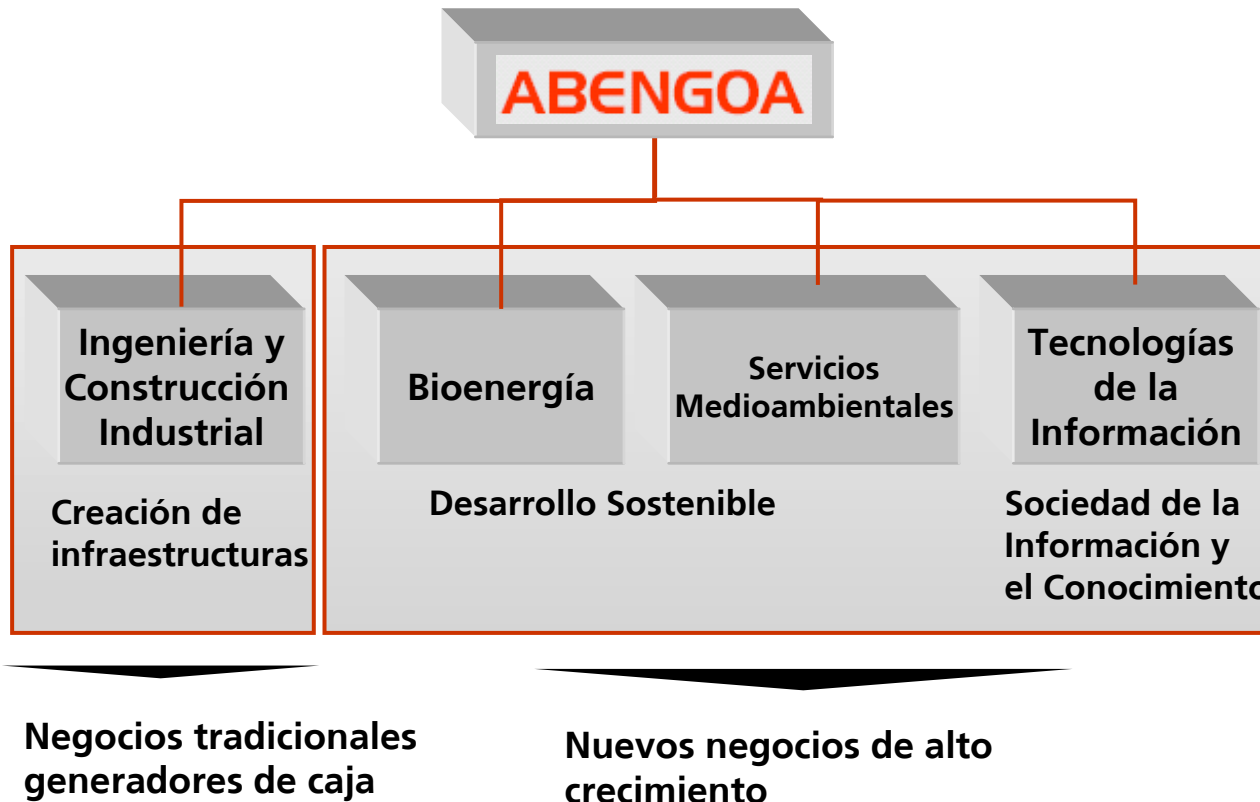 ABENGOA
Ingeniería y
Construcción
Industrial
Bioenergía
Servicios
Medioambientales
Tecnologías
de la
Información
Creación de
infraestructuras
Desarrollo Sostenible
Sociedad de la
Información y
el Conocimiento
Negocios tradicionales
generadores de caja
Nuevos negocios de alto
crecimiento